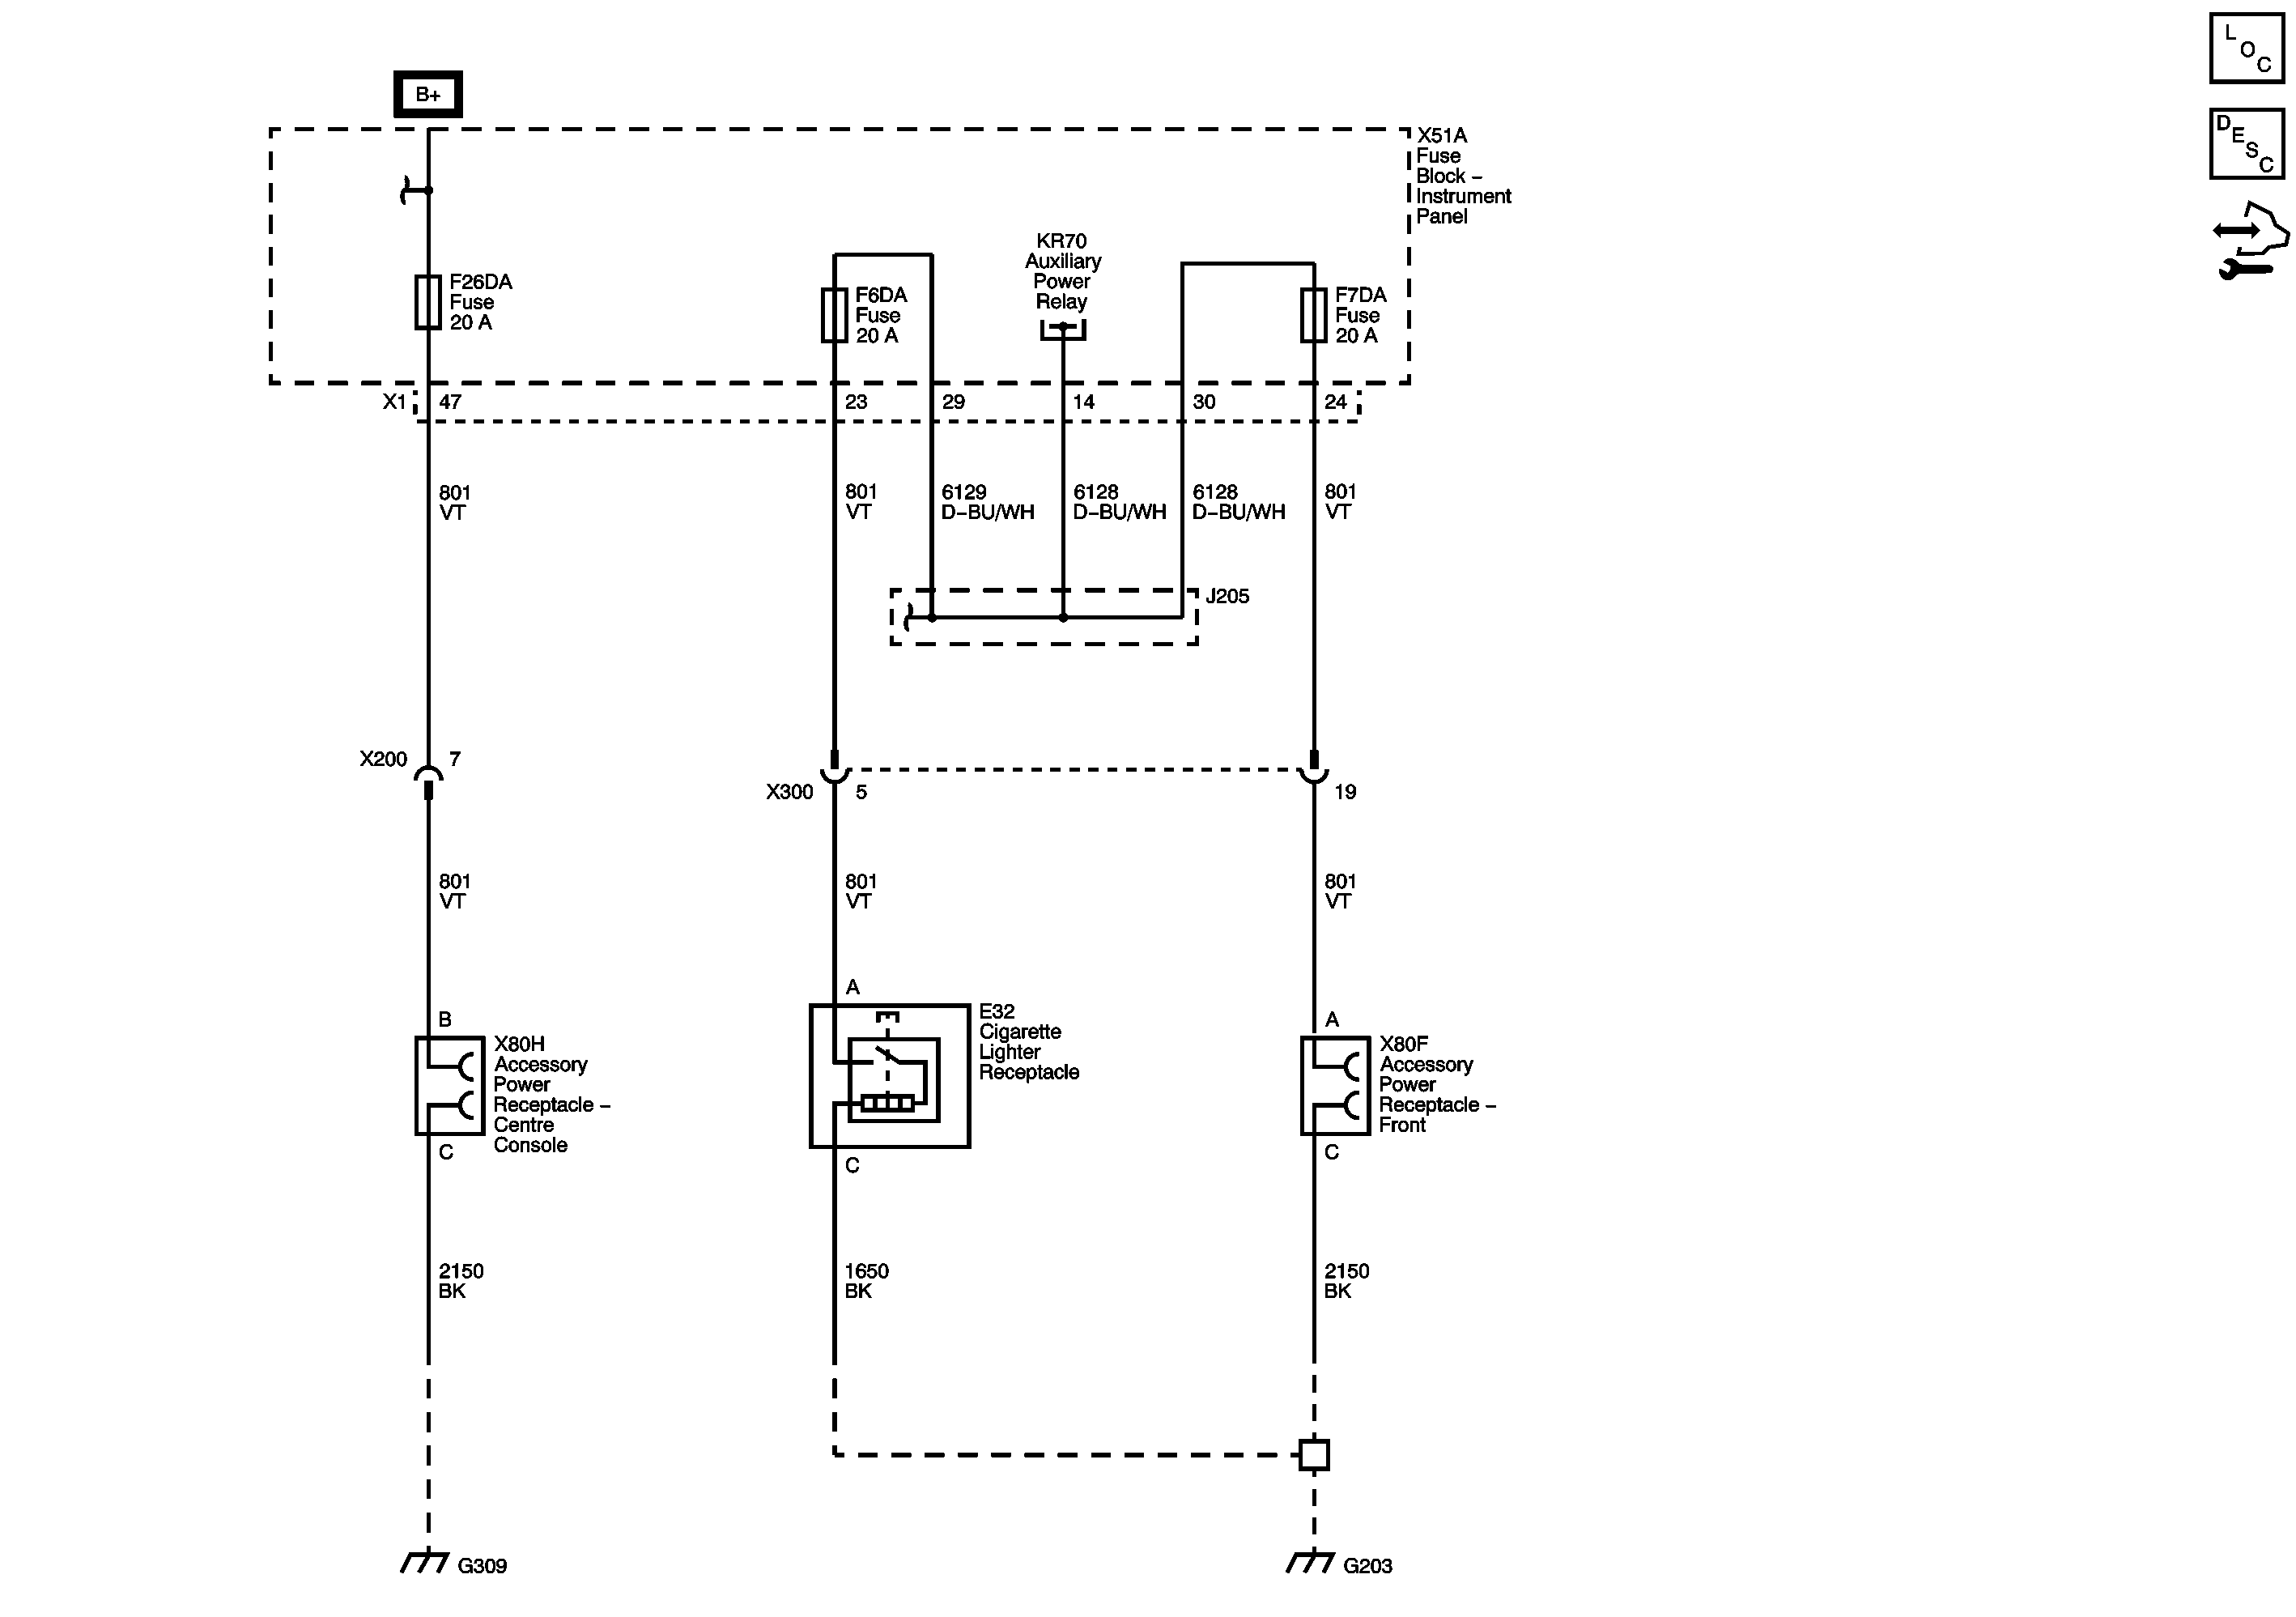 L
O
C
B+
D
E
S
C
X51A
Fuse
Block –
Instrument
Panel
KR70
Auxiliary
Power
Relay
F26DA
Fuse
20 A
F6DA
Fuse
20 A
F7DA
Fuse
20 A
X1
47
23
29
14
30
24
801
VT
801
VT
6129
D–BU/WH
6128
D–BU/WH
6128
D–BU/WH
801
VT
J205
X200
7
X300
5
19
801
VT
801
VT
801
VT
A
E32
Cigarette
Lighter
Receptacle
B
X80H
Accessory
Power
Receptacle –
Centre
Console
A
X80F
Accessory
Power
Receptacle –
Front
C
C
C
2150
BK
1650
BK
2150
BK
G309
G203